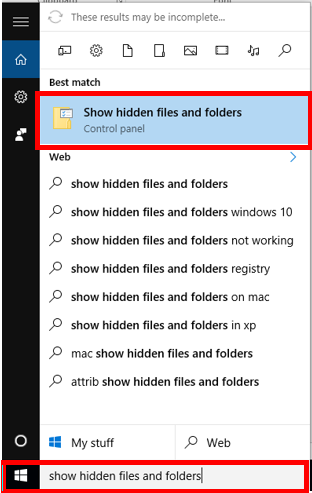 These results may be incomplete...
Best match
Show hidden files and folders
Control panel
Web
show hidden files and folders
show hidden files and folders windows 10
show hidden files and folders not working
show hidden files and folders registry
show hidden files and folders on mac
show hidden files and folders in xp
mac show hidden files and folders
attrib show hidden files and folders
My stuff
Web
show hidden files and folders